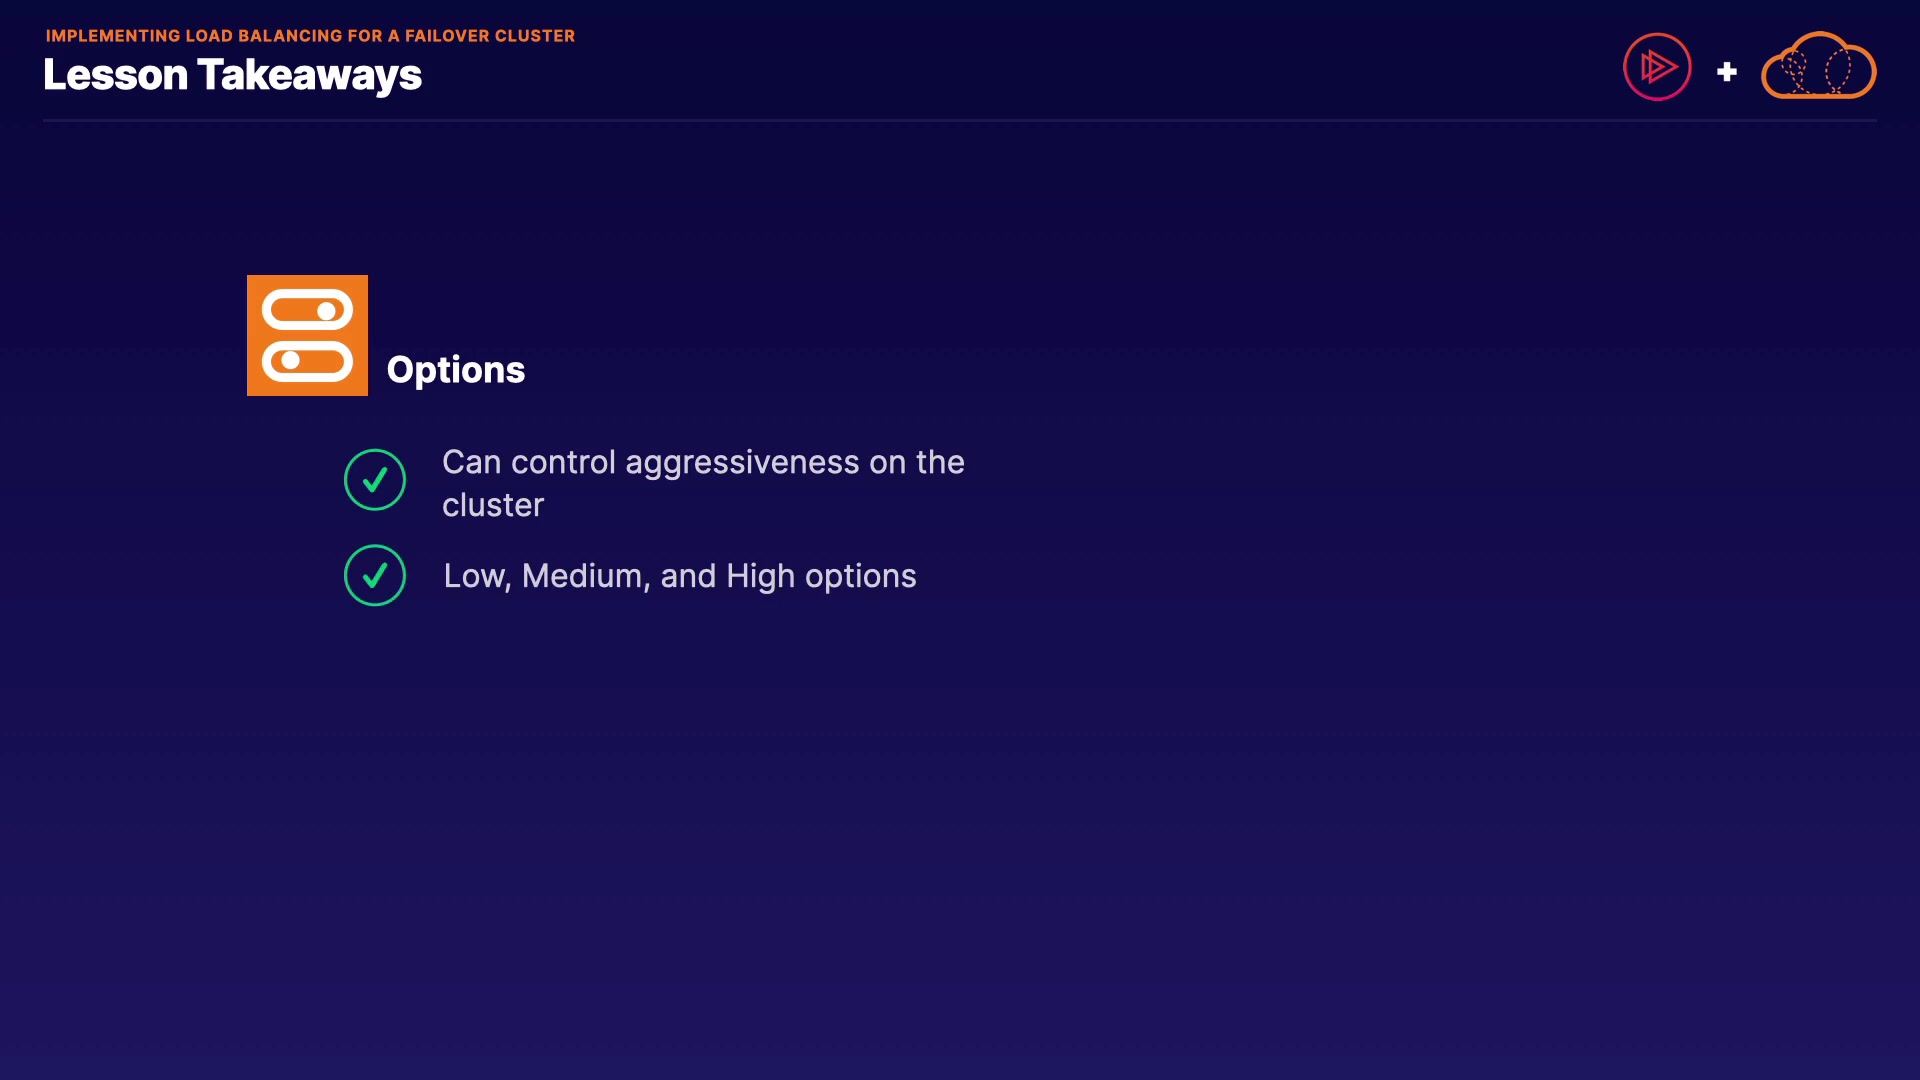 IMPLEMENTING LOAD BALANCING FOR A FAILOVER CLUSTER
Lesson Takeaways
Options
Can control aggressiveness on the
cluster
Low, Medium, and High options